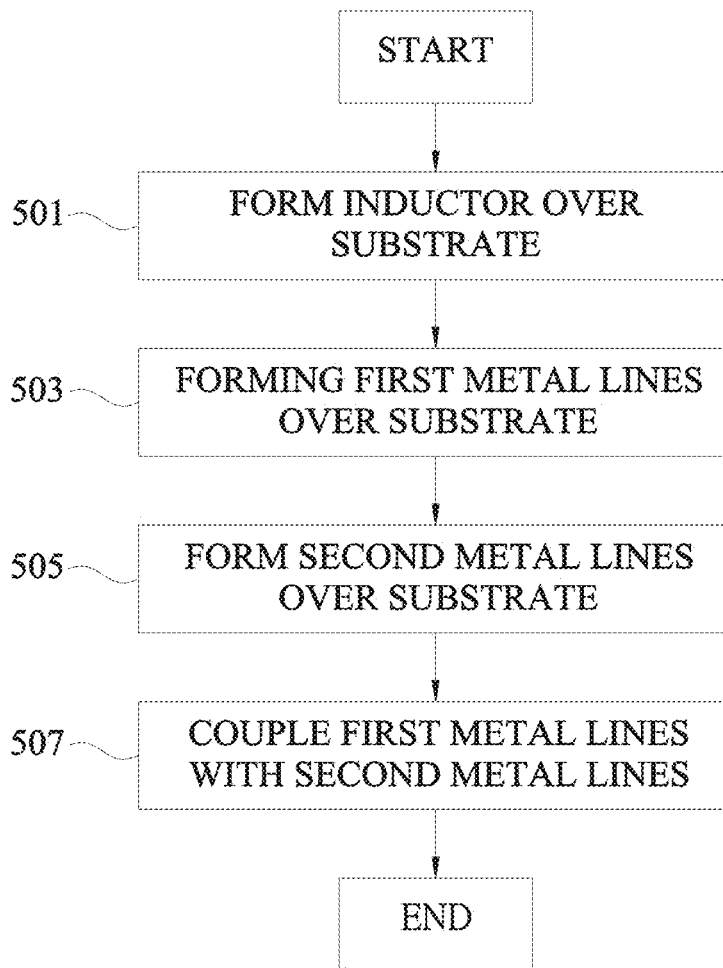 START
501
FORM INDUCTOR OVER
SUBSTRATE
503
FORMING FIRST METAL LINES
OVER SUBSTRATE
505
FORM SECOND METAL LINES
OVER SUBSTRATE
507
COUPLE FIRST METAL LINES
WITH SECOND METAL LINES
END